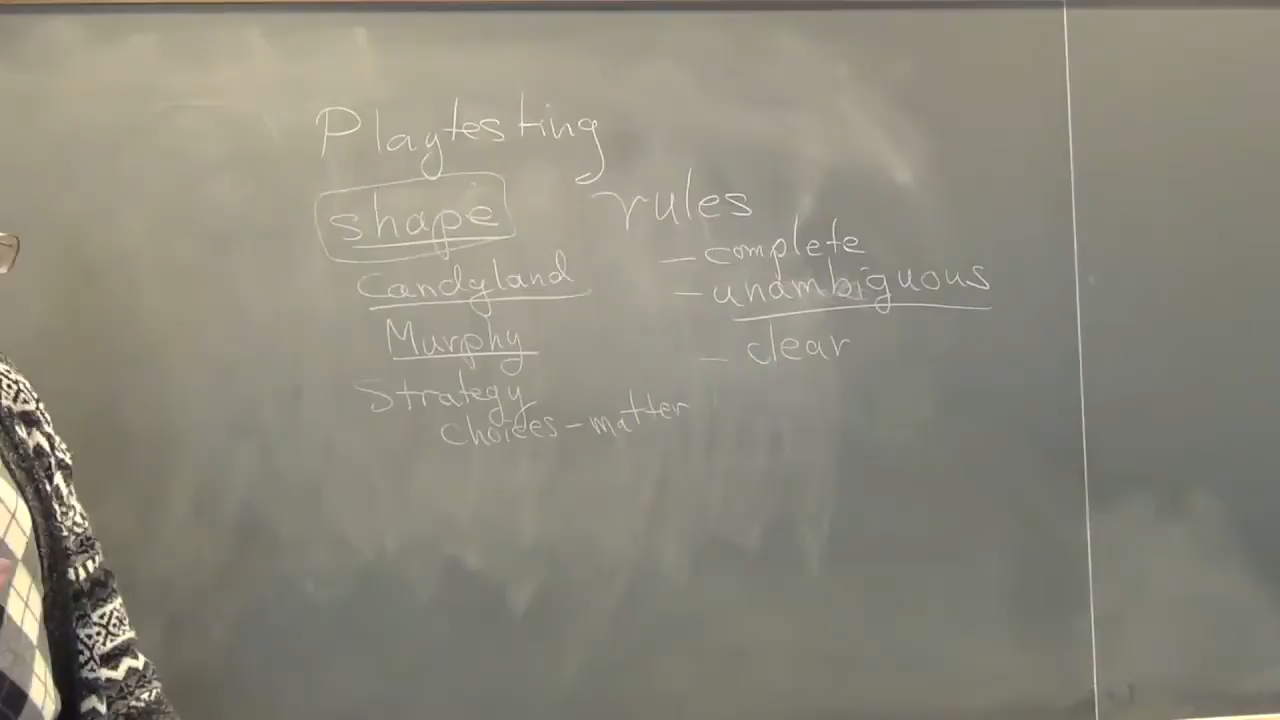 Playtesting
shape
Candyland
Murphy
Strategy
choices - matter
rules
- complete
- unambiguous
- clear